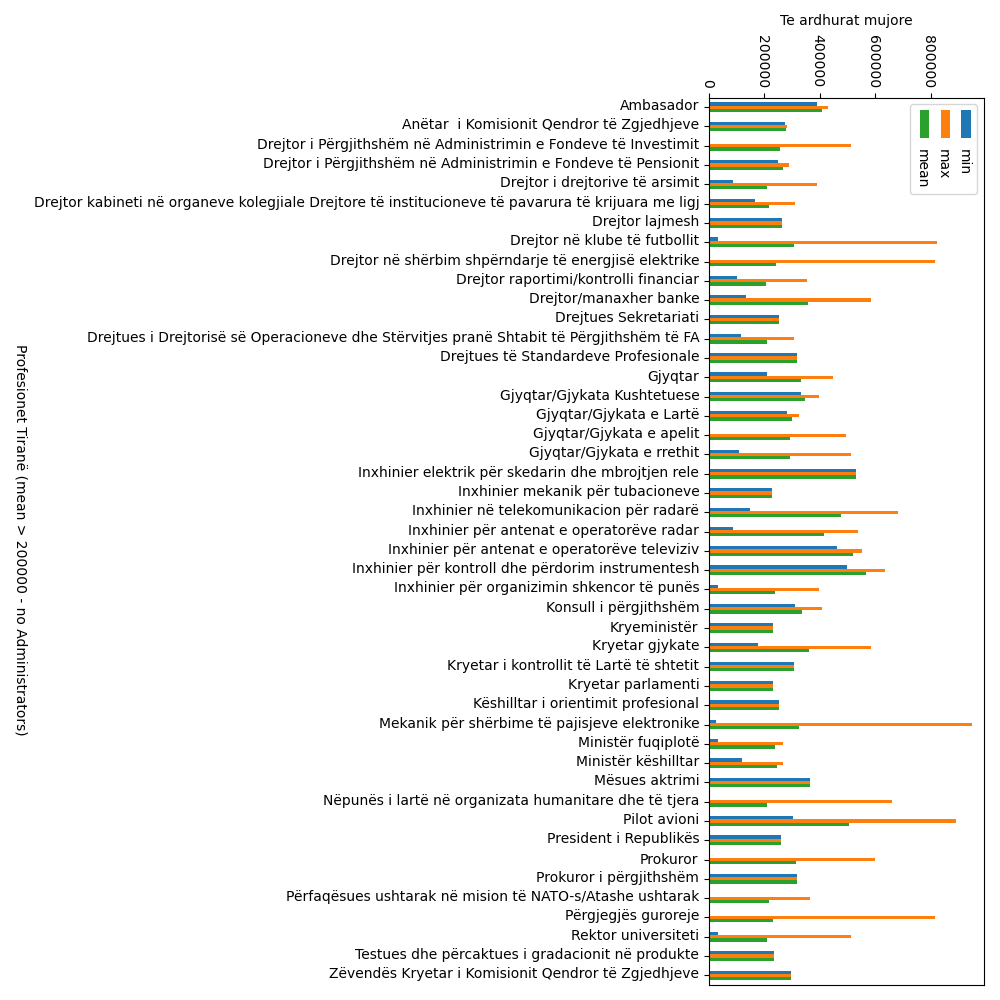 Te ardhurat mujore
0
200000
400000
600000
800000
min
max
mean
Ambasador
Anëtar  i Komisionit Qendror të Zgjedhjeve
Drejtor i Përgjithshëm në Administrimin e Fondeve të Investimit
Drejtor i Përgjithshëm në Administrimin e Fondeve të Pensionit
Drejtor i drejtorive të arsimit
Drejtor kabineti në organeve kolegjiale Drejtore të institucioneve të pavarura të krijuara me ligj
Drejtor lajmesh
Drejtor në klube të futbollit
Drejtor në shërbim shpërndarje të energjisë elektrike
Drejtor raportimi/kontrolli financiar
Drejtor/manaxher banke
Drejtues Sekretariati
Drejtues i Drejtorisë së Operacioneve dhe Stërvitjes pranë Shtabit të Përgjithshëm të FA
Drejtues të Standardeve Profesionale
Gjyqtar
Gjyqtar/Gjykata Kushtetuese
Gjyqtar/Gjykata e Lartë
Gjyqtar/Gjykata e apelit
Gjyqtar/Gjykata e rrethit
Inxhinier elektrik për skedarin dhe mbrojtjen rele
Inxhinier mekanik për tubacioneve
Inxhinier në telekomunikacion për radarë
Inxhinier për antenat e operatorëve radar
Inxhinier për antenat e operatorëve televiziv
Inxhinier për kontroll dhe përdorim instrumentesh
Inxhinier për organizimin shkencor të punës
Konsull i përgjithshëm
Kryeministër
Kryetar gjykate
Kryetar i kontrollit të Lartë të shtetit
Kryetar parlamenti
Këshilltar i orientimit profesional
Mekanik për shërbime të pajisjeve elektronike
Ministër fuqiplotë
Ministër këshilltar
Mësues aktrimi
Nëpunës i lartë në organizata humanitare dhe të tjera
Pilot avioni
President i Republikës
Prokuror
Prokuror i përgjithshëm
Përfaqësues ushtarak në mision të NATO-s/Atashe ushtarak
Përgjegjës guroreje
Rektor universiteti
Testues dhe përcaktues i gradacionit në produkte
Zëvendës Kryetar i Komisionit Qendror të Zgjedhjeve
Profesionet Tiranë (mean > 200000 - no Administrators)